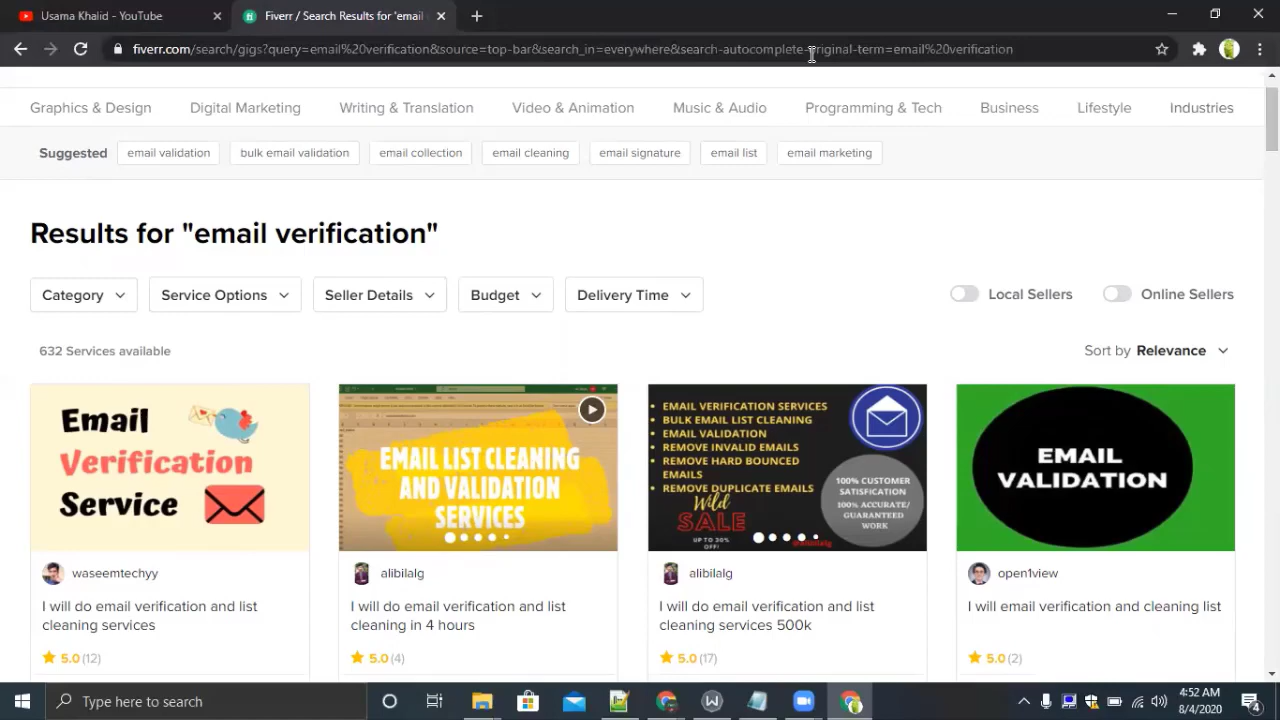 Usama Khalid - YouTube
Fiverr / Search Results for 'email
fiverr.com/search/gigs?query=email%20verification&source=top-bar&search_in=everywhere&search-autocomplete-original-term=email%20verification
Graphics & Design Digital Marketing Writing & Translation Video & Animation Music & Audio Programming & Tech Business Lifestyle Industries
Suggested email validation bulk email validation email collection email cleaning email signature email list email marketing
Results for "email verification"
Category Service Options Seller Details Budget Delivery Time Local Sellers Online Sellers
632 Services available Sort by Relevance
Email
Verification
Service
EMAIL LIST CLEANING
AND VALIDATION
SERVICES
EMAIL VERIFICATION SERVICES
BULK EMAIL LIST CLEANING
EMAIL VALIDATION
REMOVE INVALID EMAILS
REMOVE HARD BOUNCED
EMAILS
REMOVE DUPLICATE EMAILS
Wild
SALE
UP TO 30%
OFF!
100% CUSTOMER
SATISFICATION
100% ACCURATE/
GUARANTEED
WORK
EMAIL
VALIDATION
waseemtechyy
I will do email verification and list
cleaning services
5.0 (12)
alibilalg
I will do email verification and list
cleaning in 4 hours
5.0 (4)
alibilalg
I will do email verification and list
cleaning services 500k
5.0 (17)
open1view
I will email verification and cleaning list
5.0 (2)
Type here to search
4:52 AM
8/4/2020
4